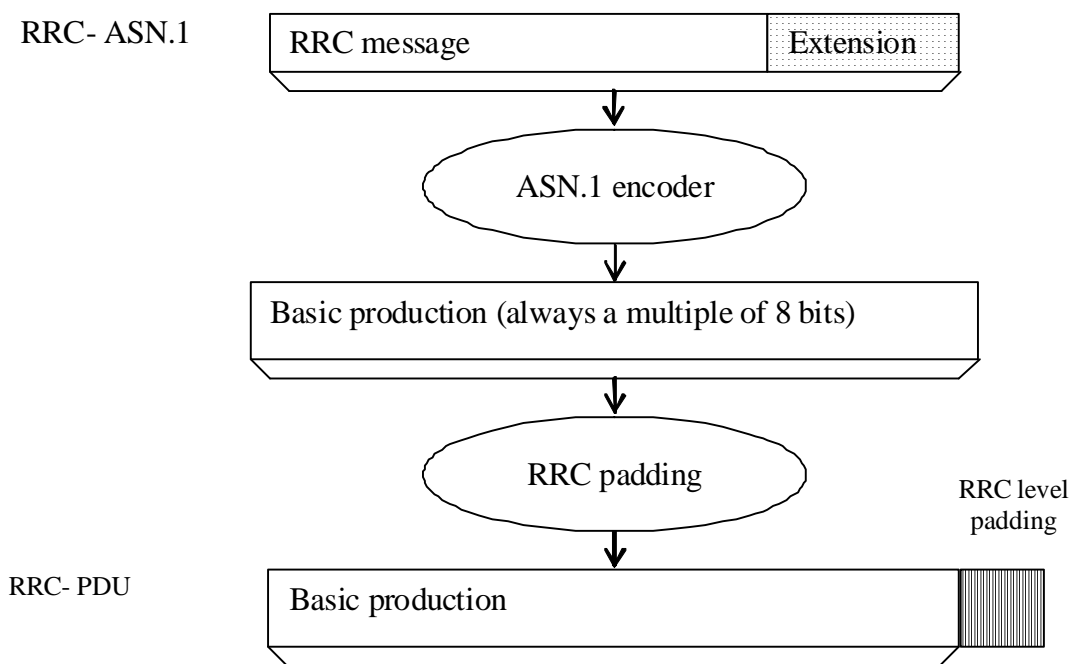 RRC- ASN.1
RRC message
Extension
ASN.1 encoder
Basic production (always a multiple of 8 bits)
RRC padding
RRC level
padding
RRC- PDU
Basic production